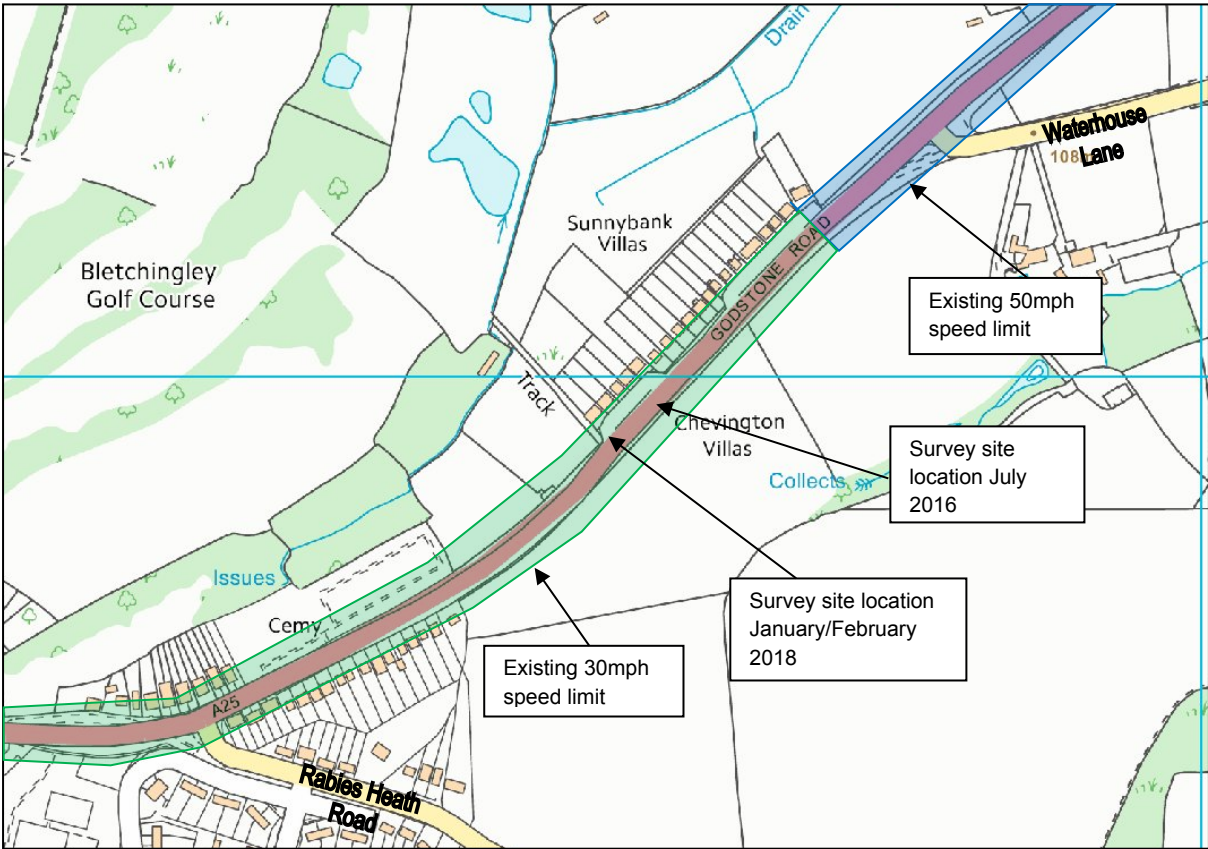 Drain
Waterhouse
Lane
108m
Sunnybank
Villas
Bletchingley
Golf Course
GODSTONE ROAD
Existing 50mph
speed limit
Track
Chevington
Villas
Collects
Survey site
location July
2016
Issues
Cemy
Survey site location
January/February
2018
Existing 30mph
speed limit
A25
Rabies Heath
Road